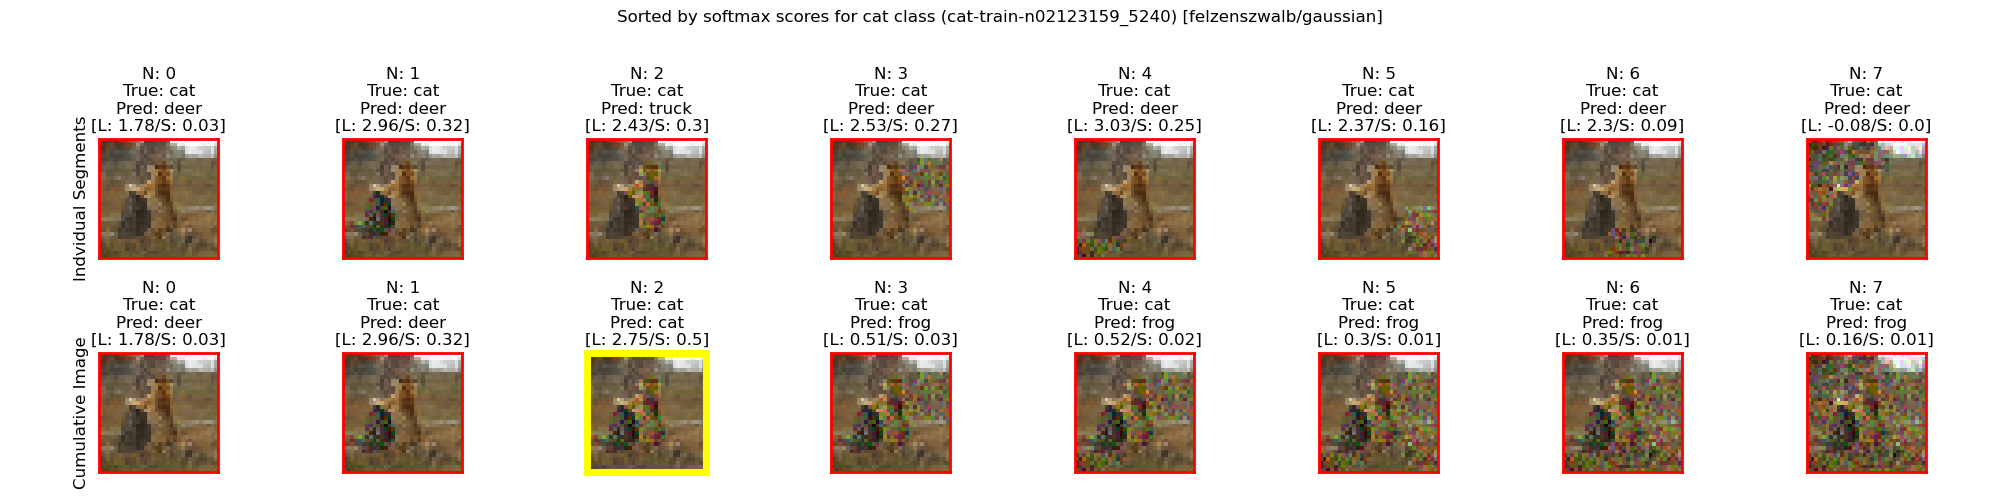 Sorted by softmax scores for cat class (cat-train-n02123159_5240) [felzenszwalb/gaussian]
Indvidual Segments
N: 0
True: cat
Pred: deer
[L: 1.78/S: 0.03]
N: 1
True: cat
Pred: deer
[L: 2.96/S: 0.32]
N: 2
True: cat
Pred: truck
[L: 2.43/S: 0.3]
N: 3
True: cat
Pred: deer
[L: 2.53/S: 0.27]
N: 4
True: cat
Pred: deer
[L: 3.03/S: 0.25]
N: 5
True: cat
Pred: deer
[L: 2.37/S: 0.16]
N: 6
True: cat
Pred: deer
[L: 2.3/S: 0.09]
N: 7
True: cat
Pred: deer
[L: -0.08/S: 0.0]
Cumulative Image
N: 0
True: cat
Pred: deer
[L: 1.78/S: 0.03]
N: 1
True: cat
Pred: deer
[L: 2.96/S: 0.32]
N: 2
True: cat
Pred: cat
[L: 2.75/S: 0.5]
N: 3
True: cat
Pred: frog
[L: 0.51/S: 0.03]
N: 4
True: cat
Pred: frog
[L: 0.52/S: 0.02]
N: 5
True: cat
Pred: frog
[L: 0.3/S: 0.01]
N: 6
True: cat
Pred: frog
[L: 0.35/S: 0.01]
N: 7
True: cat
Pred: frog
[L: 0.16/S: 0.01]